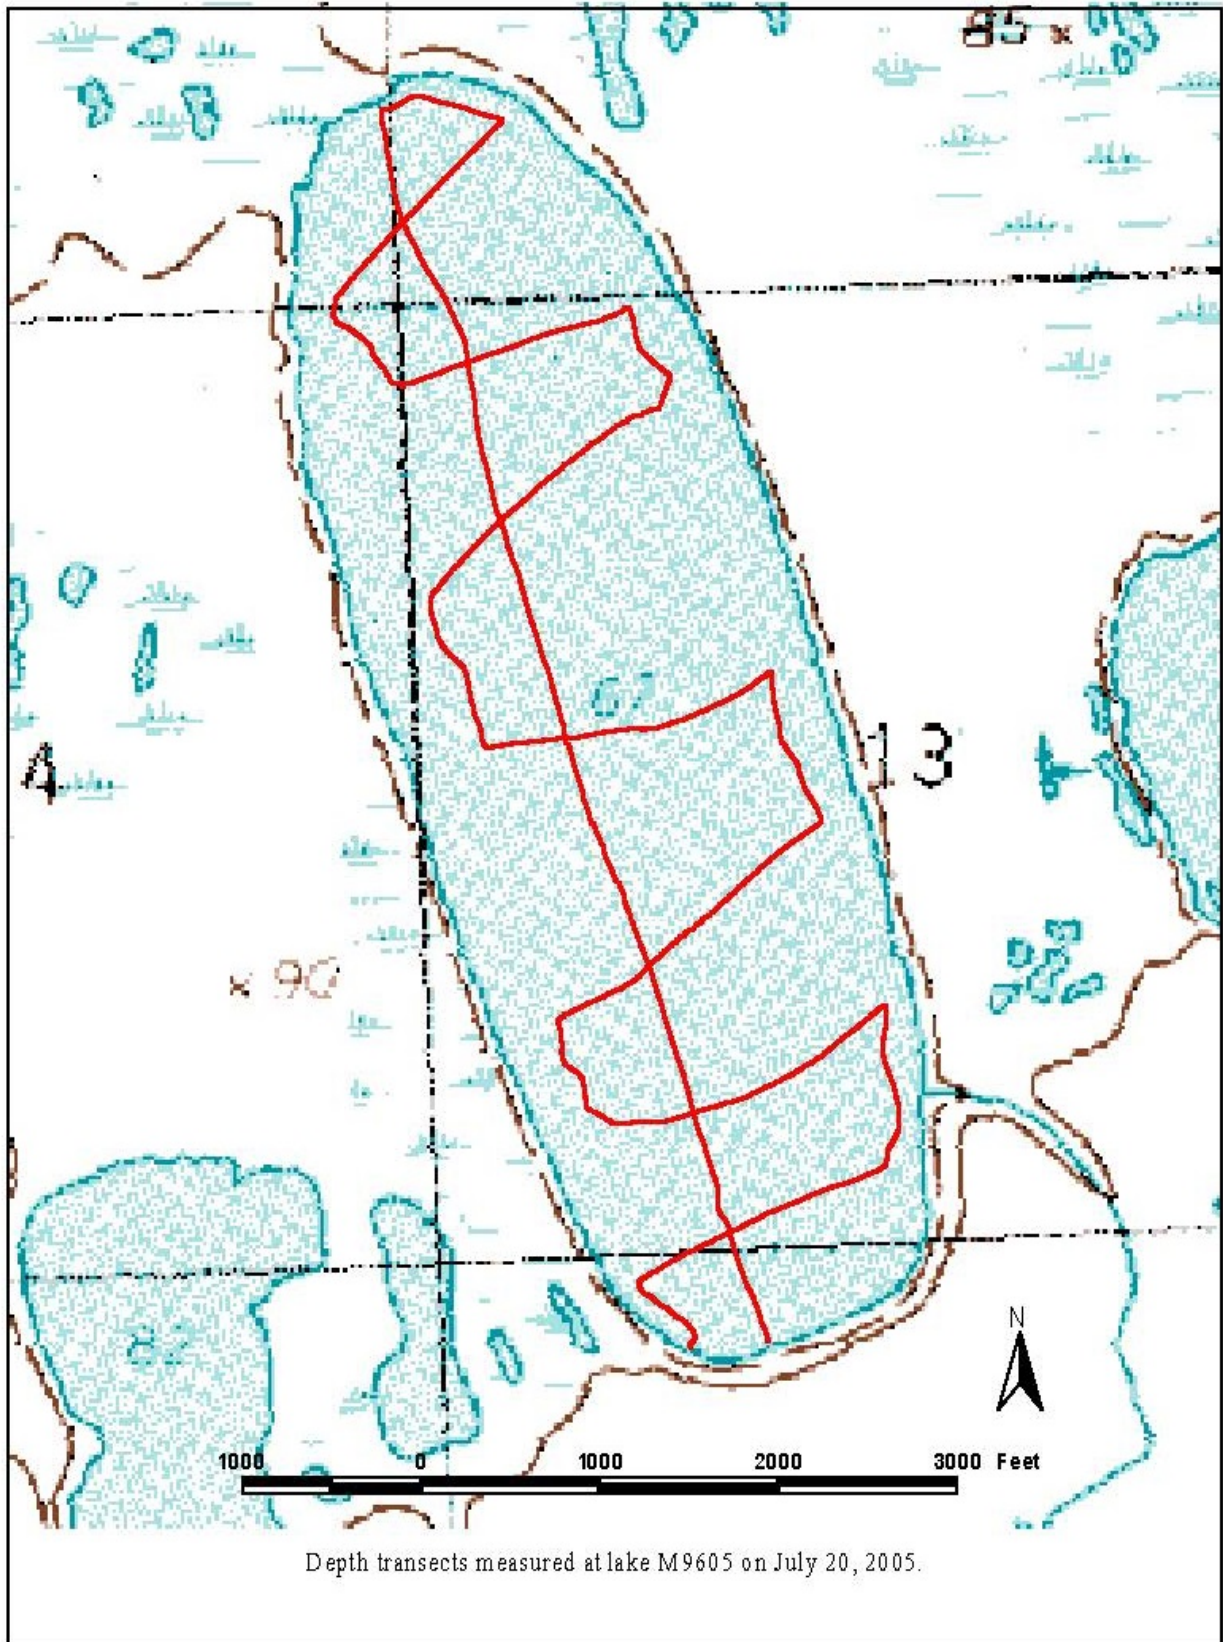 85 x
67
4
13
x 90
82
N
1000 0 1000 2000 3000 Feet
Depth transects measured at lake M9605 on July 20, 2005.